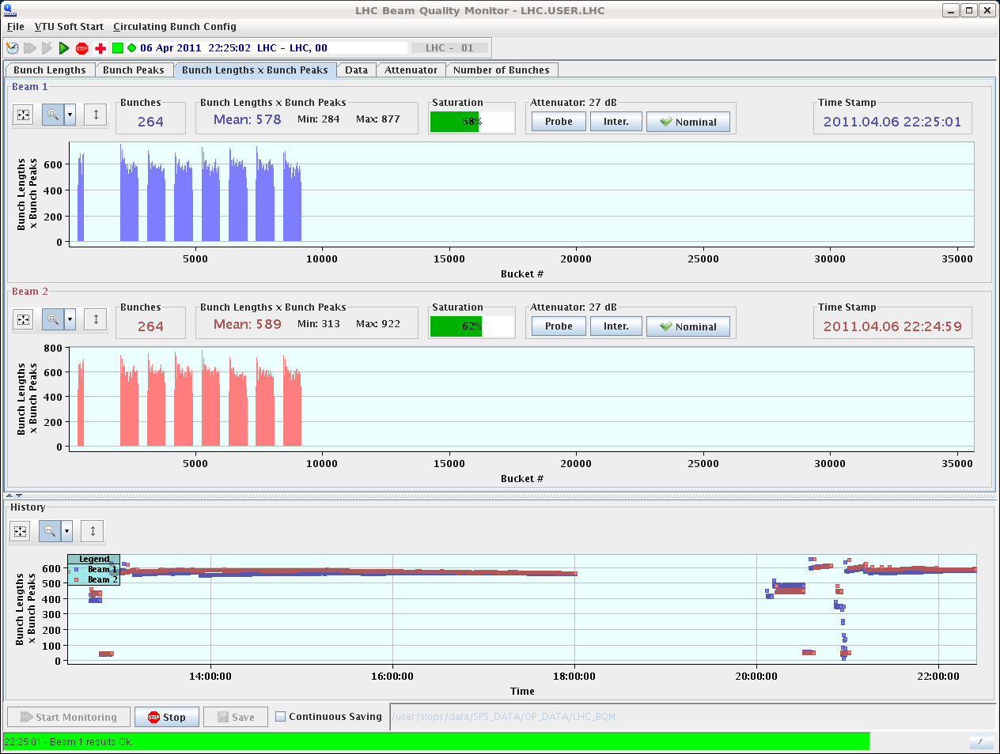 LHC Beam Quality Monitor - LHC.USER.LHC
File VTU Soft Start Circulating Bunch Config
STOP 06 Apr 2011 22:25:02 LHC - LHC, 00 LHC - 01
Bunch Lengths Bunch Peaks Bunch Lengths x Bunch Peaks Data Attenuator Number of Bunches
Beam 1
Bunches Bunch Lengths x Bunch Peaks Saturation Attenuator: 27 dB Time Stamp
264 Mean: 578 Min: 284 Max: 877 58% Probe Inter. Nominal 2011.04.06 22:25:01
Bunch Lengths
x Bunch Peaks
600
400
200
0
5000 10000 15000 20000 25000 30000 35000
Bucket #
Beam 2
Bunches Bunch Lengths x Bunch Peaks Saturation Attenuator: 27 dB Time Stamp
264 Mean: 589 Min: 313 Max: 922 62% Probe Inter. Nominal 2011.04.06 22:24:59
Bunch Lengths
x Bunch Peaks
800
600
400
200
0
5000 10000 15000 20000 25000 30000 35000
Bucket #
History
Bunch Lengths
x Bunch Peaks
Legend
Beam 1
Beam 2
600
500
400
300
200
100
0
14:00:00 16:00:00 18:00:00 20:00:00 22:00:00
Time
Start Monitoring STOP Stop Save Continuous Saving /user/slops/data/SPS_DATA/OP_DATA/LHC_BQM
22:25:01 - Beam 1 results Ok.